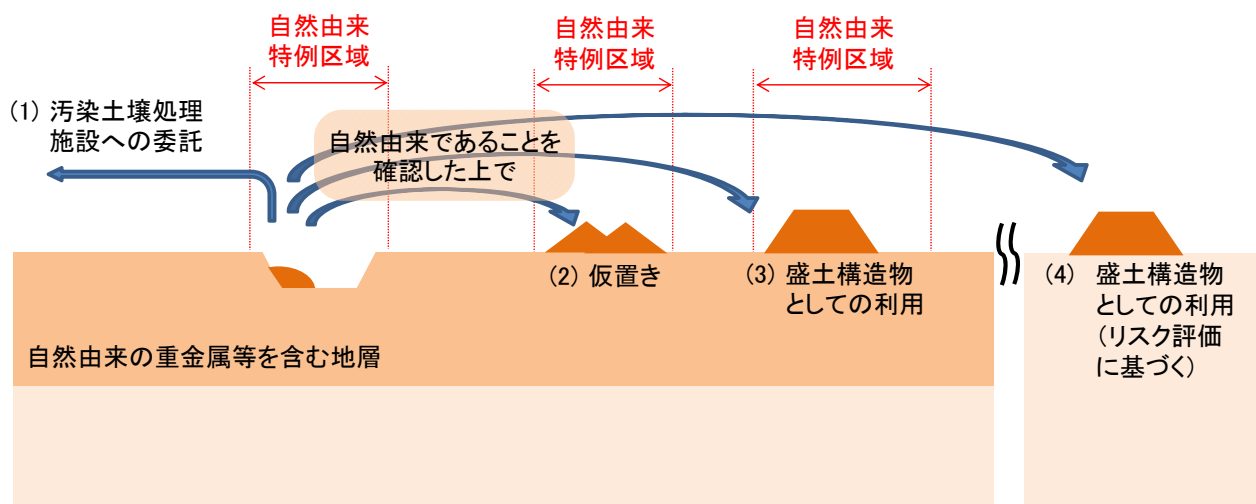 自然由来
特例区域
自然由来
特例区域
自然由来
特例区域
(1) 汚染土壌処理
施設への委託
自然由来であることを
確認した上で
(2) 仮置き
(3) 盛土構造物
としての利用
(4) 盛土構造物
としての利用
(リスク評価
に基づく)
自然由来の重金属等を含む地層